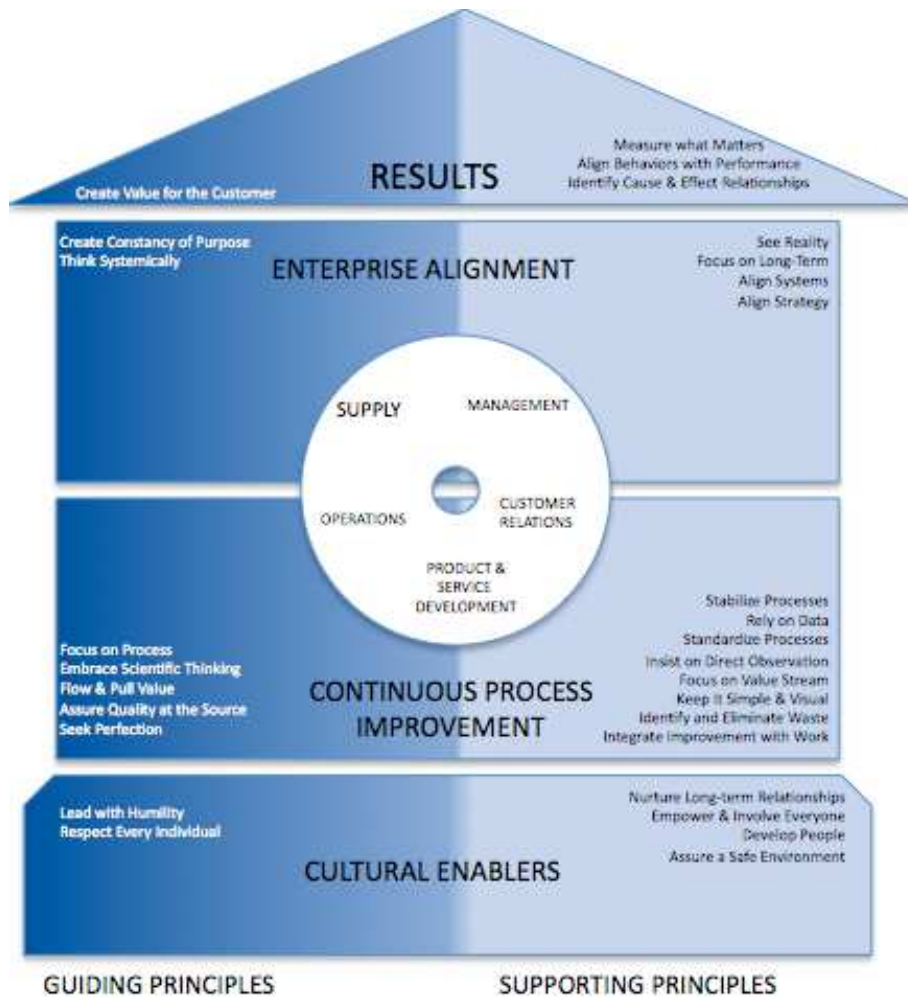 RESULTS
Create Value for the Customer
Measure what Matters
Align Behaviors with Performance
Identify Cause & Effect Relationships
ENTERPRISE ALIGNMENT
Create Constancy of Purpose
Think Systemically
See Reality
Focus on Long-Term
Align Systems
Align Strategy
SUPPLY
MANAGEMENT
OPERATIONS
CUSTOMER
RELATIONS
PRODUCT &
SERVICE
DEVELOPMENT
Focus on Process
Embrace Scientific Thinking
Flow & Pull Value
Assure Quality at the Source
Seek Perfection
CONTINUOUS PROCESS
IMPROVEMENT
Stabilize Processes
Rely on Data
Standardize Processes
Insist on Direct Observation
Focus on Value Stream
Keep It Simple & Visual
Identify and Eliminate Waste
Integrate Improvement with Work
Lead with Humility
Respect Every Individual
CULTURAL ENABLERS
Nurture Long-term Relationships
Empower & Involve Everyone
Develop People
Assure a Safe Environment
GUIDING PRINCIPLES
SUPPORTING PRINCIPLES